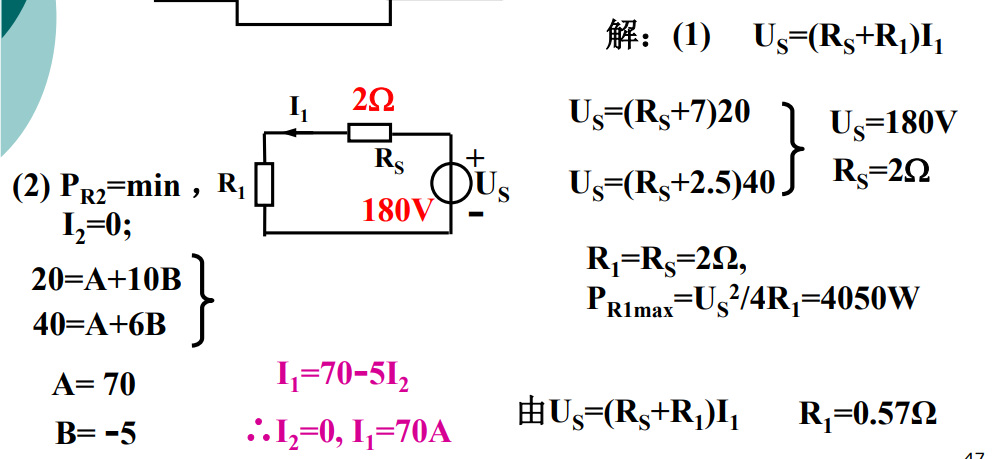 解：(1) U_S=(R_S+R_1)I_1
U_S=(R_S+7)20
U_S=(R_S+2.5)40
U_S=180V
R_S=2Ω
R_1=R_S=2Ω,
P_R1max=U_S²/4R_1=4050W
I_1
2Ω
R_S
+
U_S
180V
-
R_1
(2) P_R2=min，
I_2=0;
20=A+10B
40=A+6B
A= 70
B= -5
I_1=70-5I_2
∴I_2=0, I_1=70A
由U_S=(R_S+R_1)I_1 R_1=0.57Ω